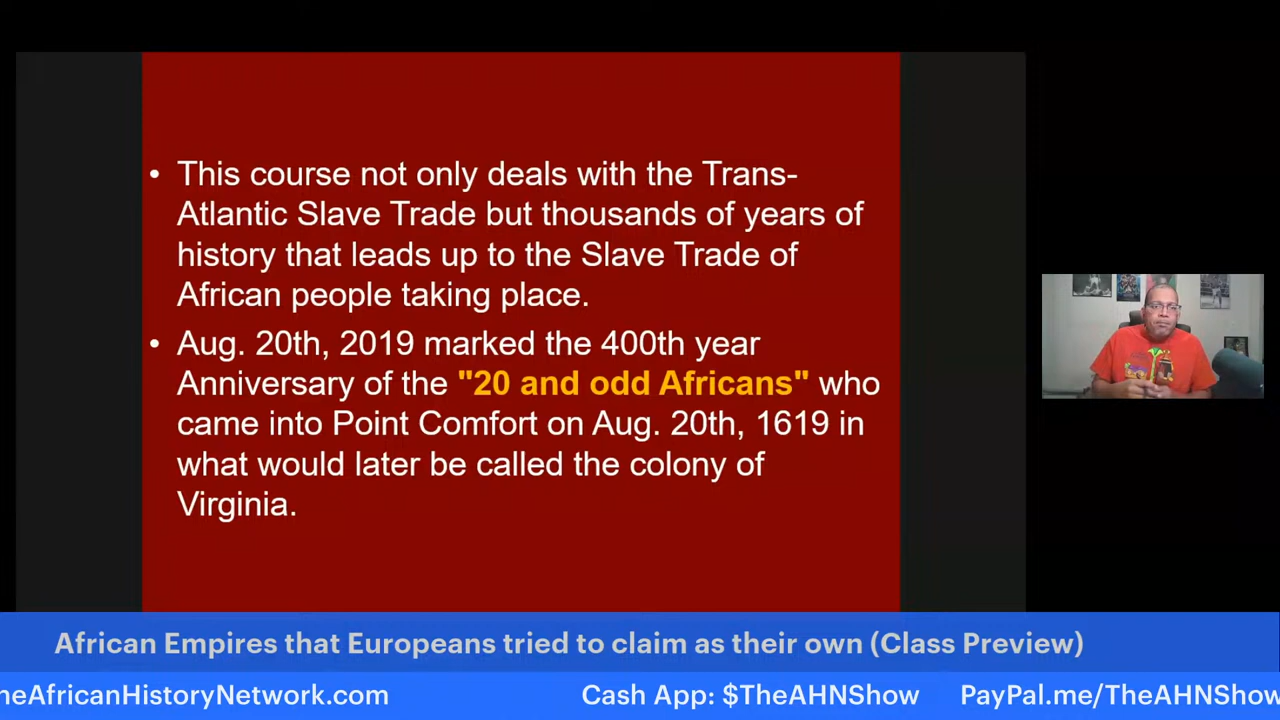 • This course not only deals with the Trans-
Atlantic Slave Trade but thousands of years of
history that leads up to the Slave Trade of
African people taking place.
• Aug. 20th, 2019 marked the 400th year
Anniversary of the "20 and odd Africans" who
came into Point Comfort on Aug. 20th, 1619 in
what would later be called the colony of
Virginia.
African Empires that Europeans tried to claim as their own (Class Preview)
heAfricanHistoryNetwork.com Cash App: $TheAHNShow PayPal.me/TheAHNShow